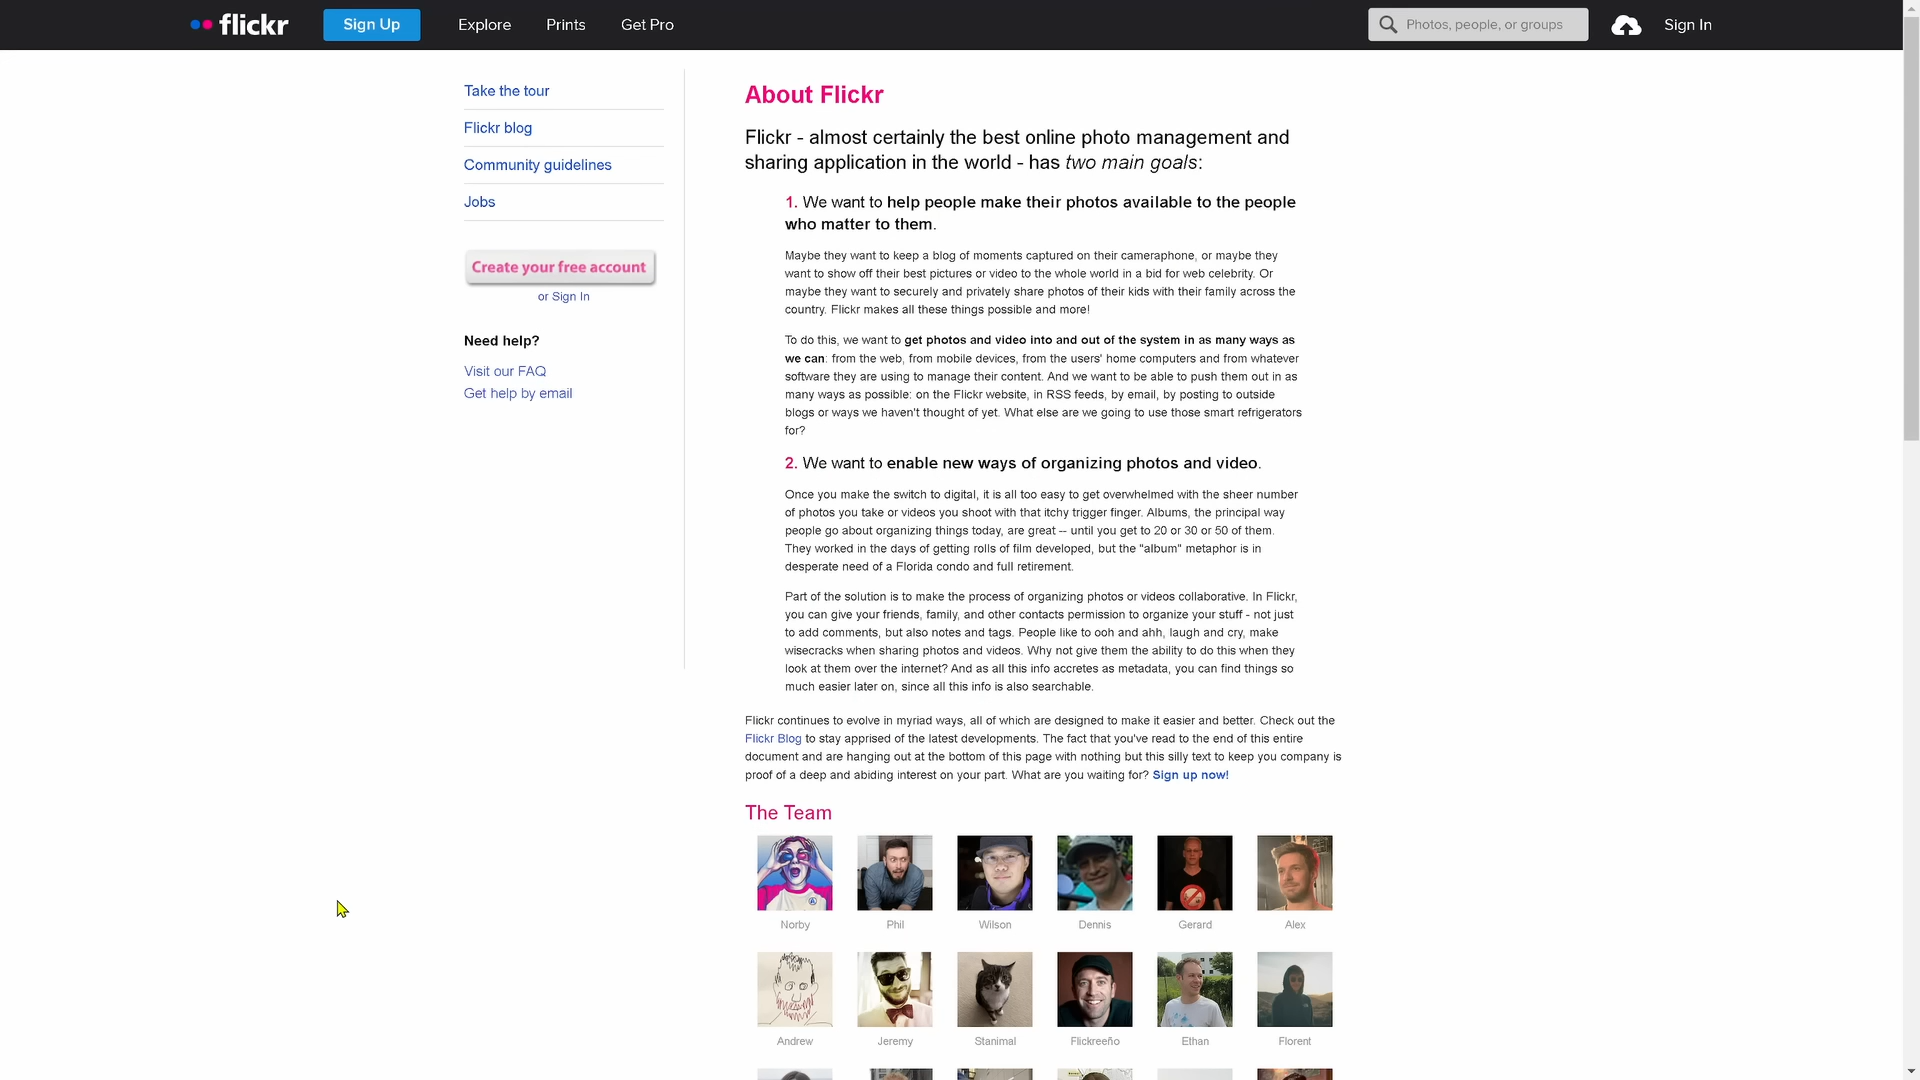 flickr
Sign Up
Explore
Prints
Get Pro
Photos, people, or groups
Sign In
Take the tour
Flickr blog
Community guidelines
Jobs
Create your free account
or Sign In
Need help?
Visit our FAQ
Get help by email
About Flickr
Flickr - almost certainly the best online photo management and
sharing application in the world - has two main goals:
1. We want to help people make their photos available to the people
who matter to them.
Maybe they want to keep a blog of moments captured on their cameraphone, or maybe they
want to show off their best pictures or video to the whole world in a bid for web celebrity. Or
maybe they want to securely and privately share photos of their kids with their family across the
country. Flickr makes all these things possible and more!
To do this, we want to get photos and video into and out of the system in as many ways as
we can: from the web, from mobile devices, from the users' home computers and from whatever
software they are using to manage their content. And we want to be able to push them out in as
many ways as possible: on the Flickr website, in RSS feeds, by email, by posting to outside
blogs or ways we haven't thought of yet. What else are we going to use those smart refrigerators
for?
2. We want to enable new ways of organizing photos and video.
Once you make the switch to digital, it is all too easy to get overwhelmed with the sheer number
of photos you take or videos you shoot with that itchy trigger finger. Albums, the principal way
people go about organizing things today, are great -- until you get to 20 or 30 or 50 of them.
They worked in the days of getting rolls of film developed, but the "album" metaphor is in
desperate need of a Florida condo and full retirement.
Part of the solution is to make the process of organizing photos or videos collaborative. In Flickr,
you can give your friends, family, and other contacts permission to organize your stuff - not just
to add comments, but also notes and tags. People like to ooh and ahh, laugh and cry, make
wisecracks when sharing photos and videos. Why not give them the ability to do this when they
look at them over the internet? And as all this info accretes as metadata, you can find things so
much easier later on, since all this info is also searchable.
Flickr continues to evolve in myriad ways, all of which are designed to make it easier and better. Check out the
Flickr Blog to stay apprised of the latest developments. The fact that you've read to the end of this entire
document and are hanging out at the bottom of this page with nothing but this silly text to keep you company is
proof of a deep and abiding interest on your part. What are you waiting for? Sign up now!
The Team
Norby
Phil
Wilson
Dennis
Gerard
Alex
Andrew
Jeremy
Stanimal
Flickreeño
Ethan
Florent